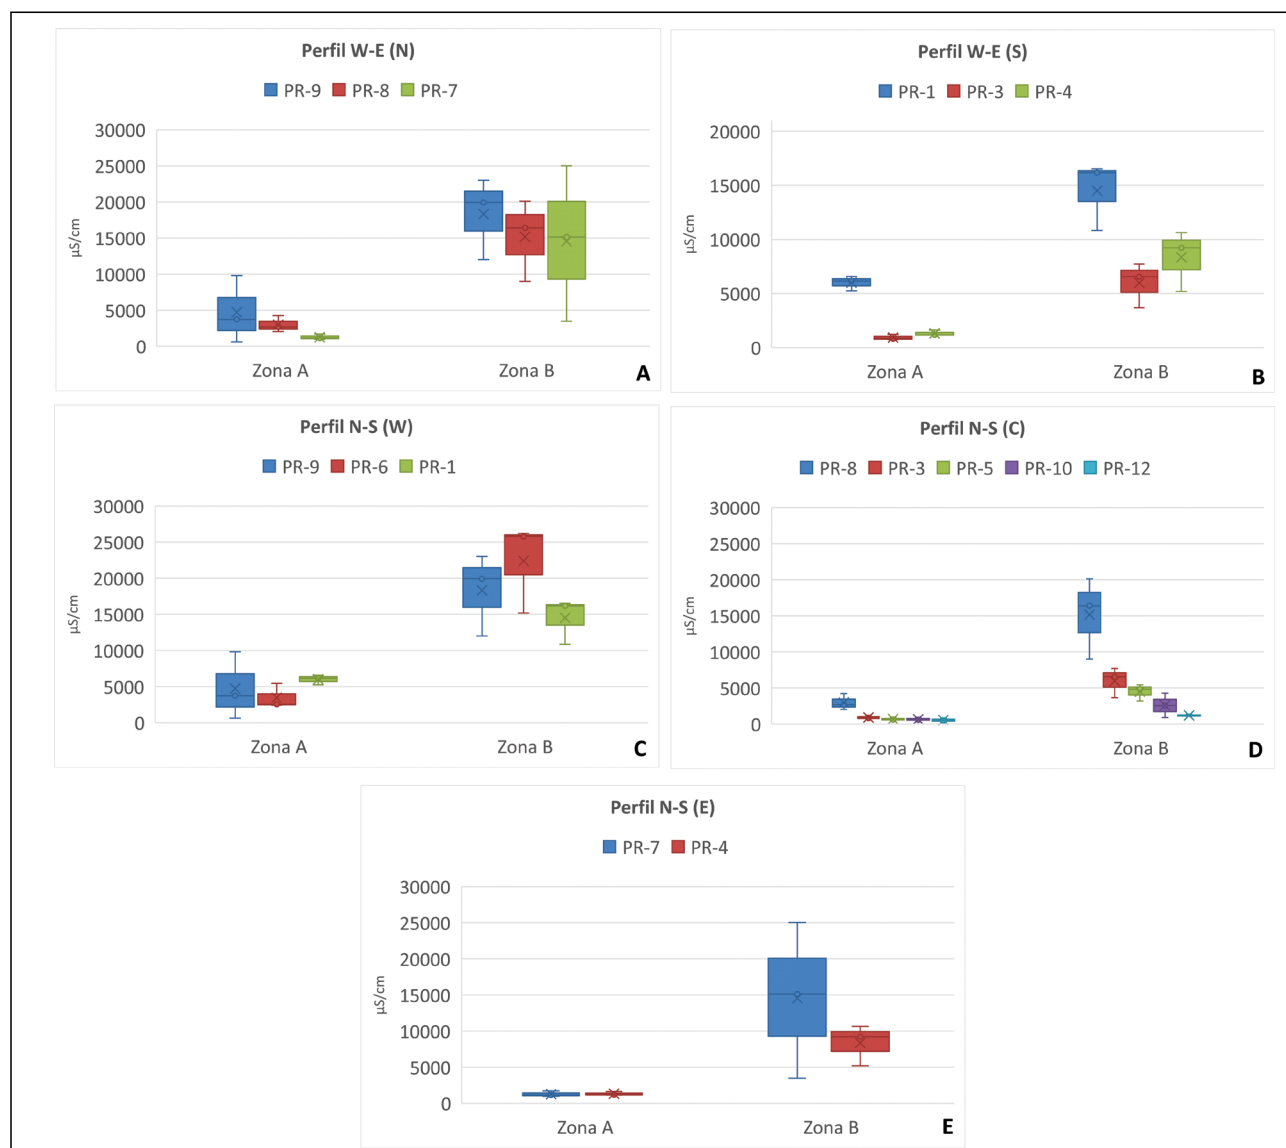 Perfil W-E (N)
PR-9 PR-8 PR-7
30000
25000
20000
15000
10000
5000
0
µS/cm
Zona A Zona B
A
Perfil W-E (S)
PR-1 PR-3 PR-4
20000
15000
10000
5000
0
µS/cm
Zona A Zona B
B
Perfil N-S (W)
PR-9 PR-6 PR-1
30000
25000
20000
15000
10000
5000
0
µS/cm
Zona A Zona B
C
Perfil N-S (C)
PR-8 PR-3 PR-5 PR-10 PR-12
30000
25000
20000
15000
10000
5000
0
µS/cm
Zona A Zona B
D
Perfil N-S (E)
PR-7 PR-4
30000
25000
20000
15000
10000
5000
0
µS/cm
Zona A Zona B
E